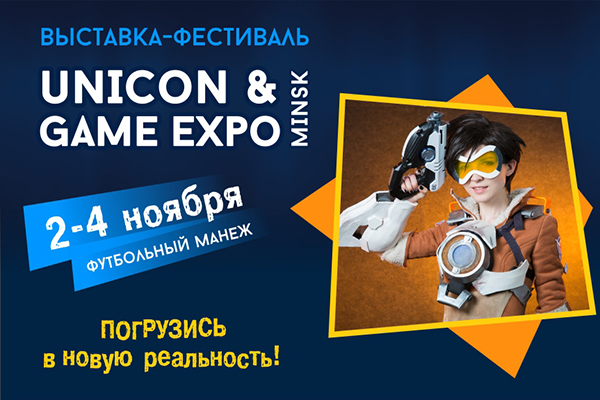 ВЫСТАВКА-ФЕСТИВАЛЬ
UNICON &
GAME EXPO
MINSK
2-4 ноября
ФУТБОЛЬНЫЙ МАНЕЖ
ПОГРУЗИСЬ
в новую реальность!